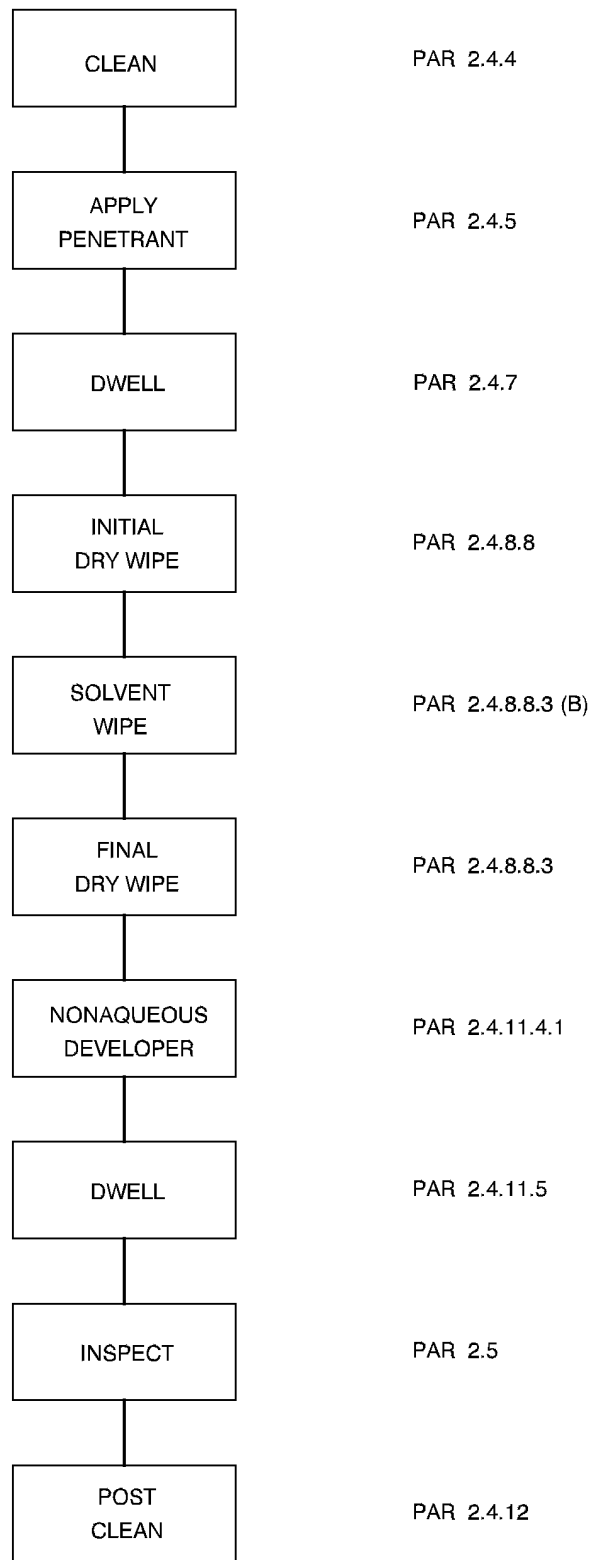 CLEAN
PAR 2.4.4
APPLY
PENETRANT
PAR 2.4.5
DWELL
PAR 2.4.7
INITIAL
DRY WIPE
PAR 2.4.8.8
SOLVENT
WIPE
PAR 2.4.8.8.3 (B)
FINAL
DRY WIPE
PAR 2.4.8.8.3
NONAQUEOUS
DEVELOPER
PAR 2.4.11.4.1
DWELL
PAR 2.4.11.5
INSPECT
PAR 2.5
POST
CLEAN
PAR 2.4.12